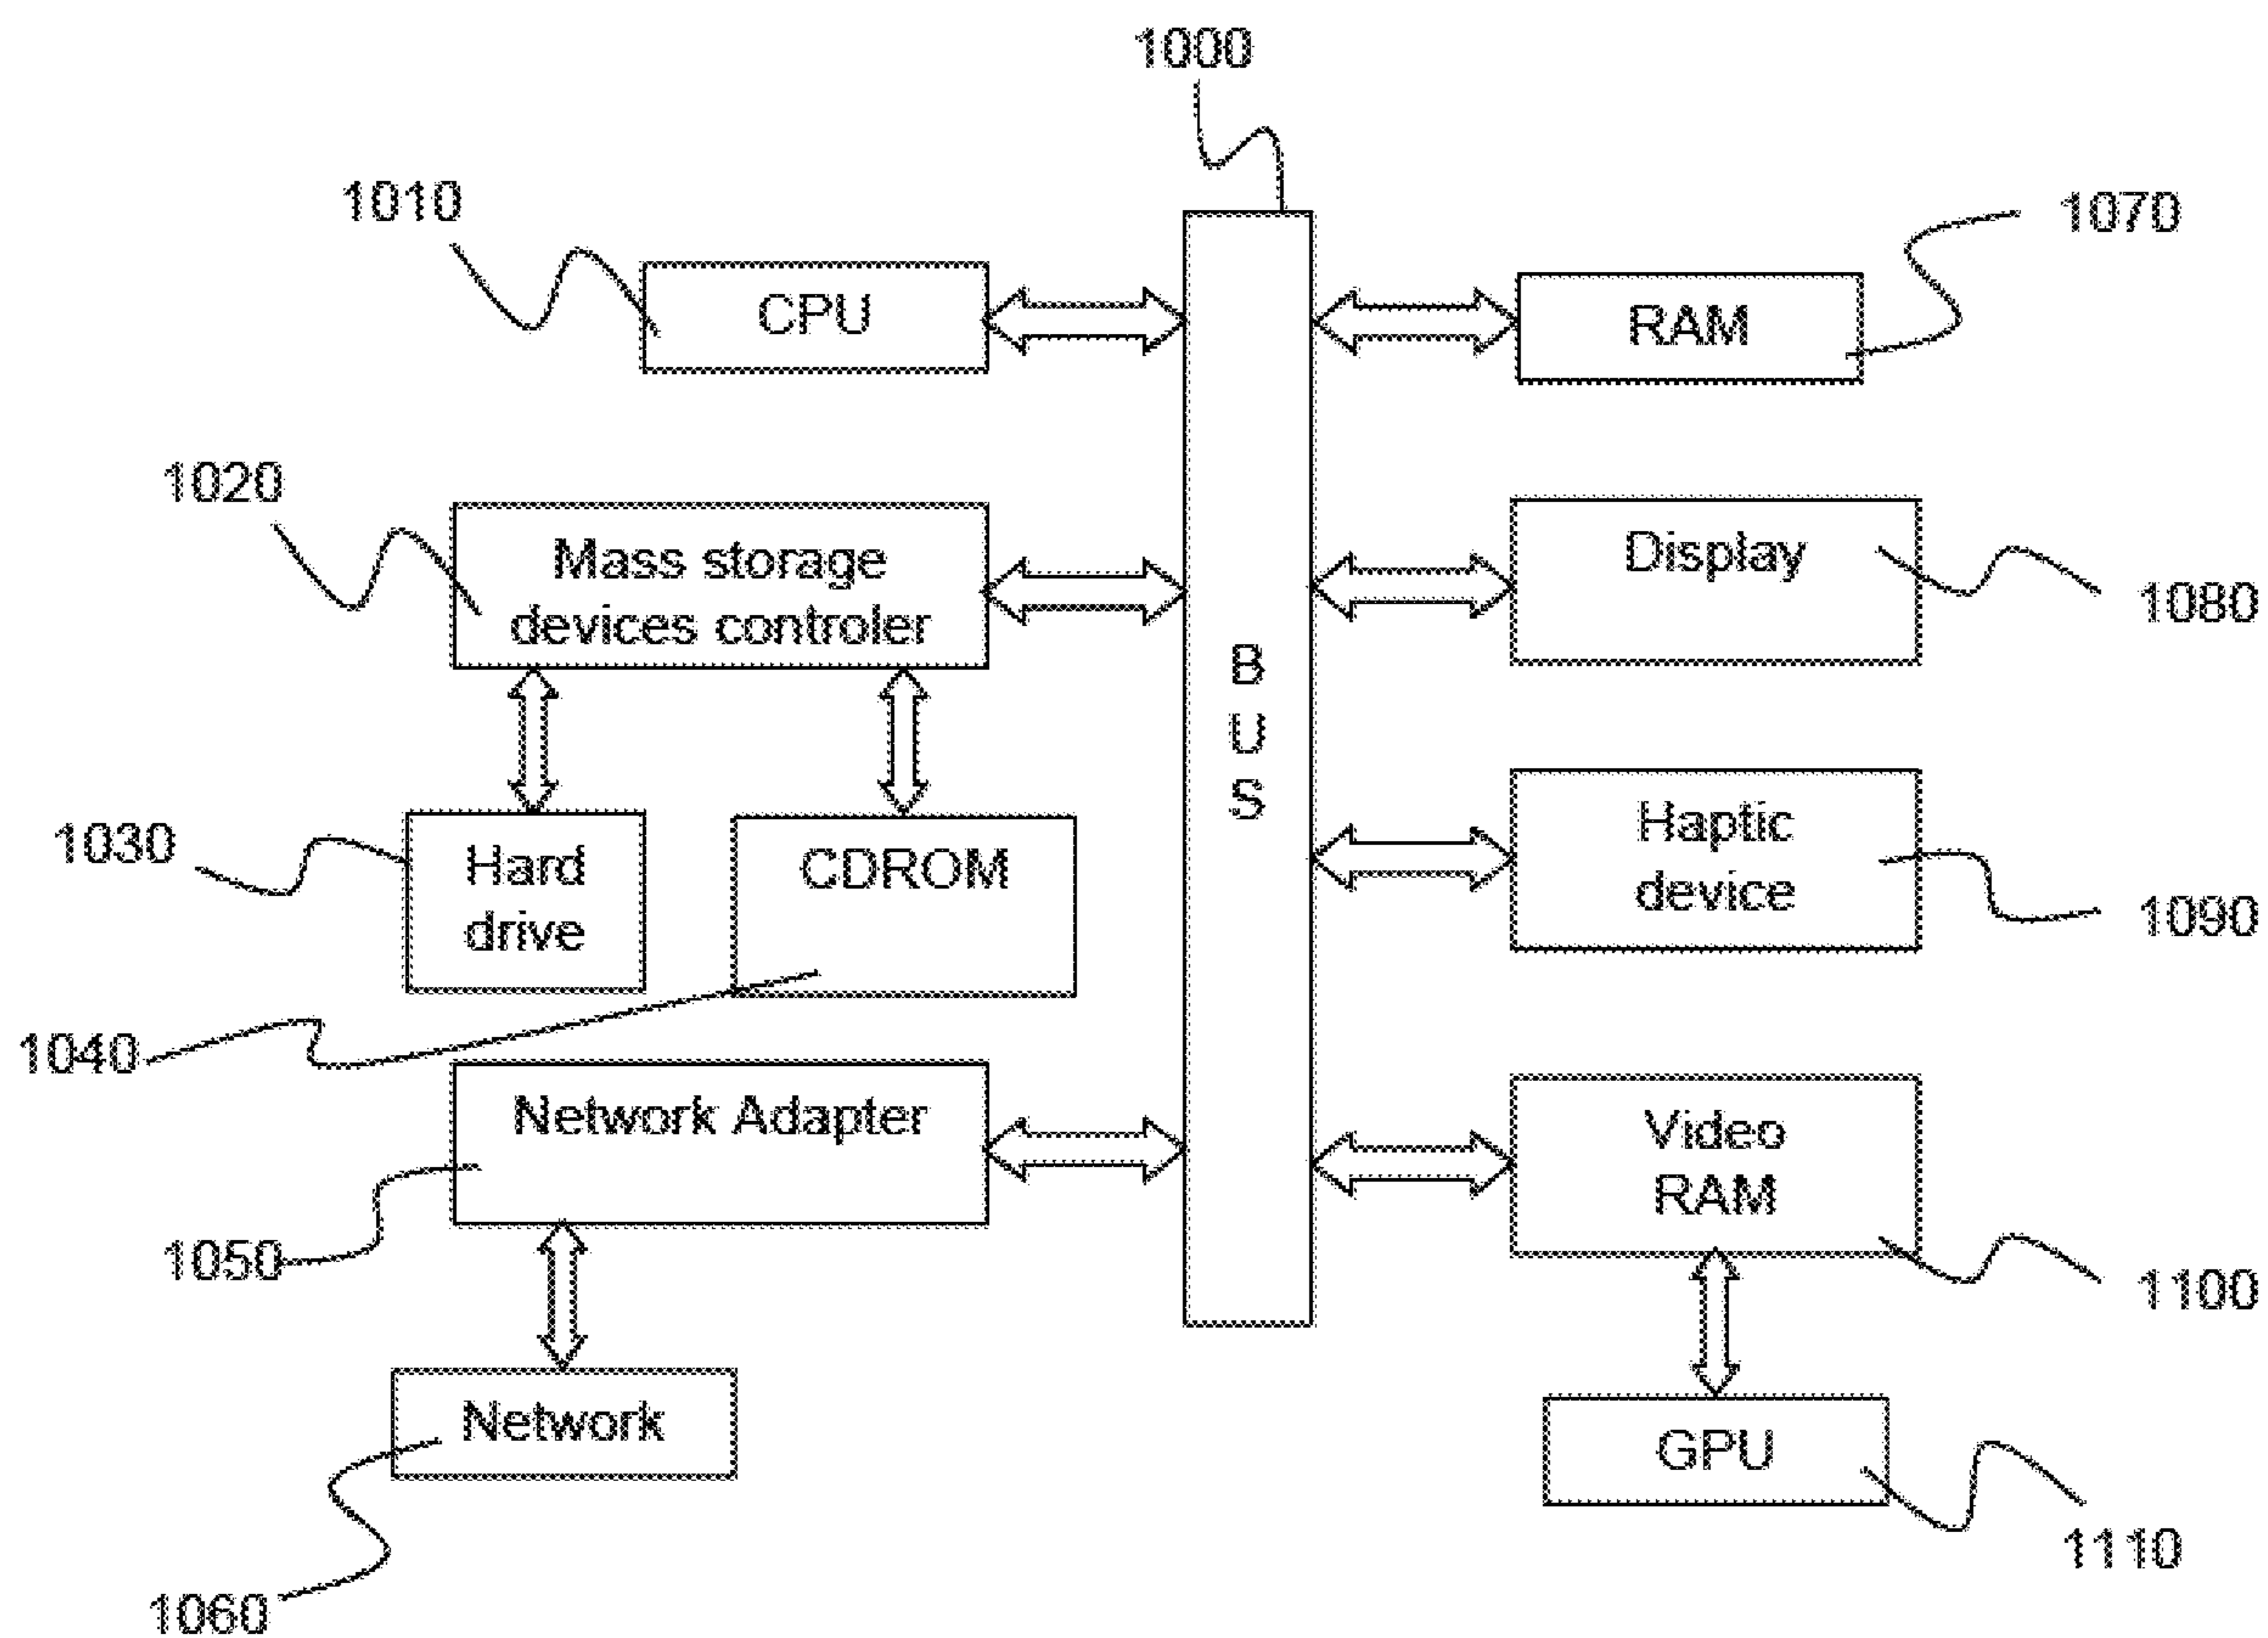 1000
1010
CPU
1070
RAM
1020
Mass storage
devices controler
Display
1080
B
U
S
1030
Hard
drive
CDROM
Haptic
device
1090
1040
Network Adapter
1050
Video
RAM
1100
Network
1060
GPU
1110